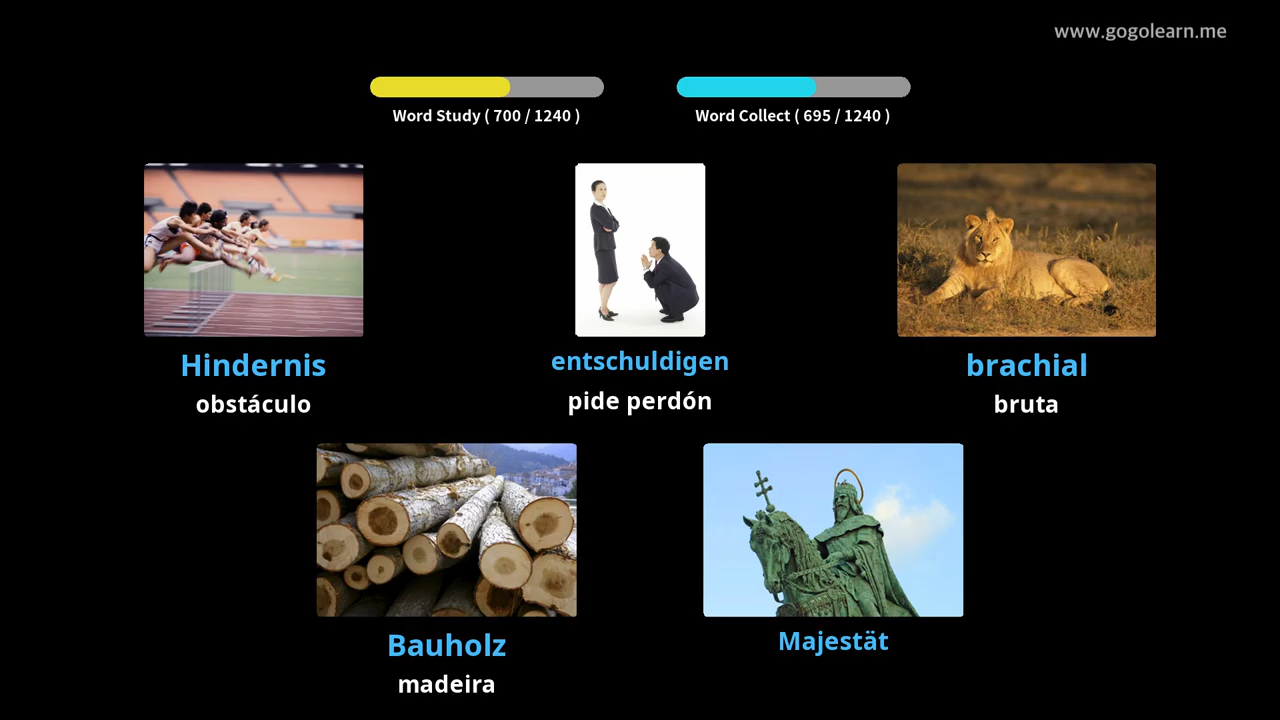 www.gogolearn.me
Word Study ( 700 / 1240 )
Word Collect ( 695 / 1240 )
Hindernis
obstáculo
entschuldigen
pide perdón
brachial
bruta
Bauholz
madeira
Majestät